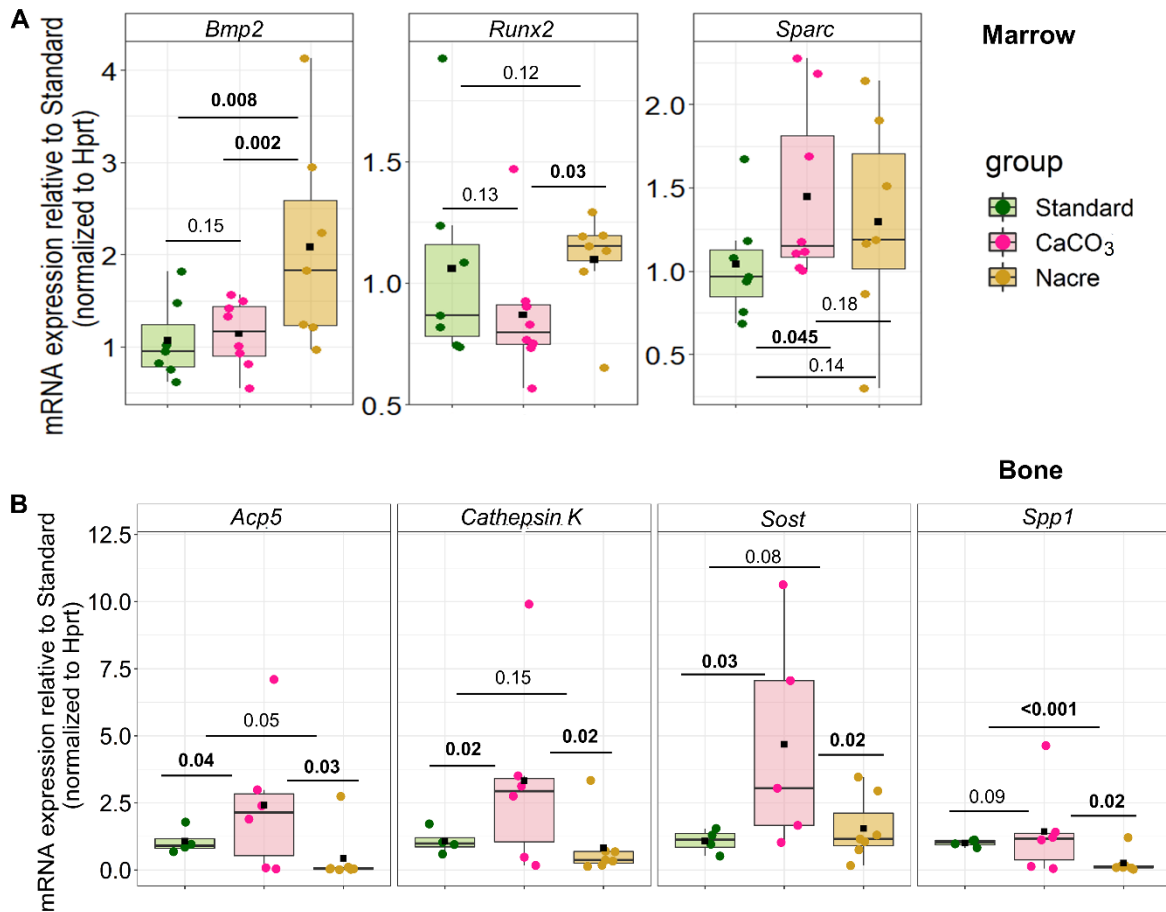 A
Bmp2
Runx2
Sparc
Marrow
mRNA expression relative to Standard
(normalized to Hprt)
4
3
2
1
0.008
0.002
0.15
1.5
1.0
0.5
0.12
0.03
0.13
2.0
1.5
1.0
0.5
0.18
0.045
0.14
group
Standard
CaCO₃
Nacre
Bone
B
Acp5
Cathepsin K
Sost
Spp1
mRNA expression relative to Standard
(normalized to Hprt)
12.5
10.0
7.5
5.0
2.5
0.0
0.05
0.04
0.03
0.15
0.02
0.02
0.08
0.03
0.02
<0.001
0.09
0.02